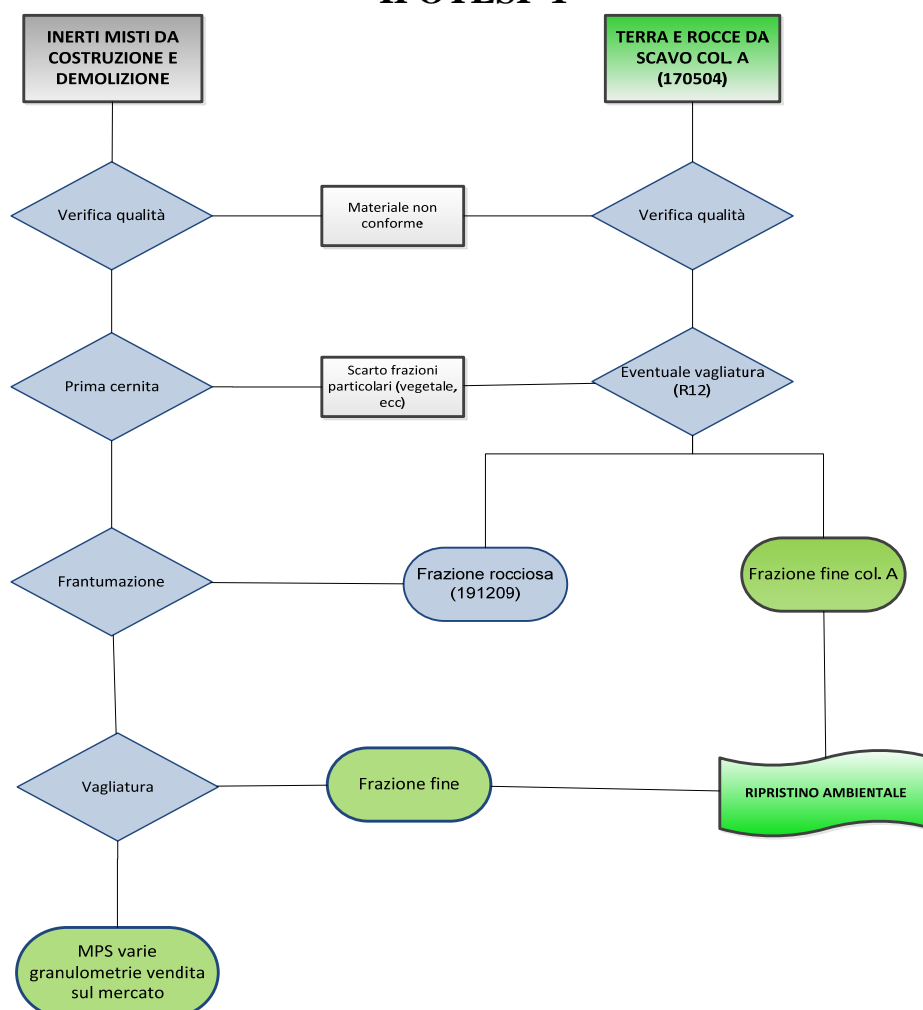 INERTI MISTI DA
COSTRUZIONE E
DEMOLIZIONE
TERRA E ROCCE DA
SCAVO COL. A
(170504)
Verifica qualità
Materiale non
conforme
Verifica qualità
Prima cernita
Scarto frazioni
particolari (vegetale,
ecc)
Eventuale vagliatura
(R12)
Frantumazione
Frazione rocciosa
(191209)
Frazione fine col. A
Vagliatura
Frazione fine
RIPRISTINO AMBIENTALE
MPS varie
granulometrie vendita
sul mercato